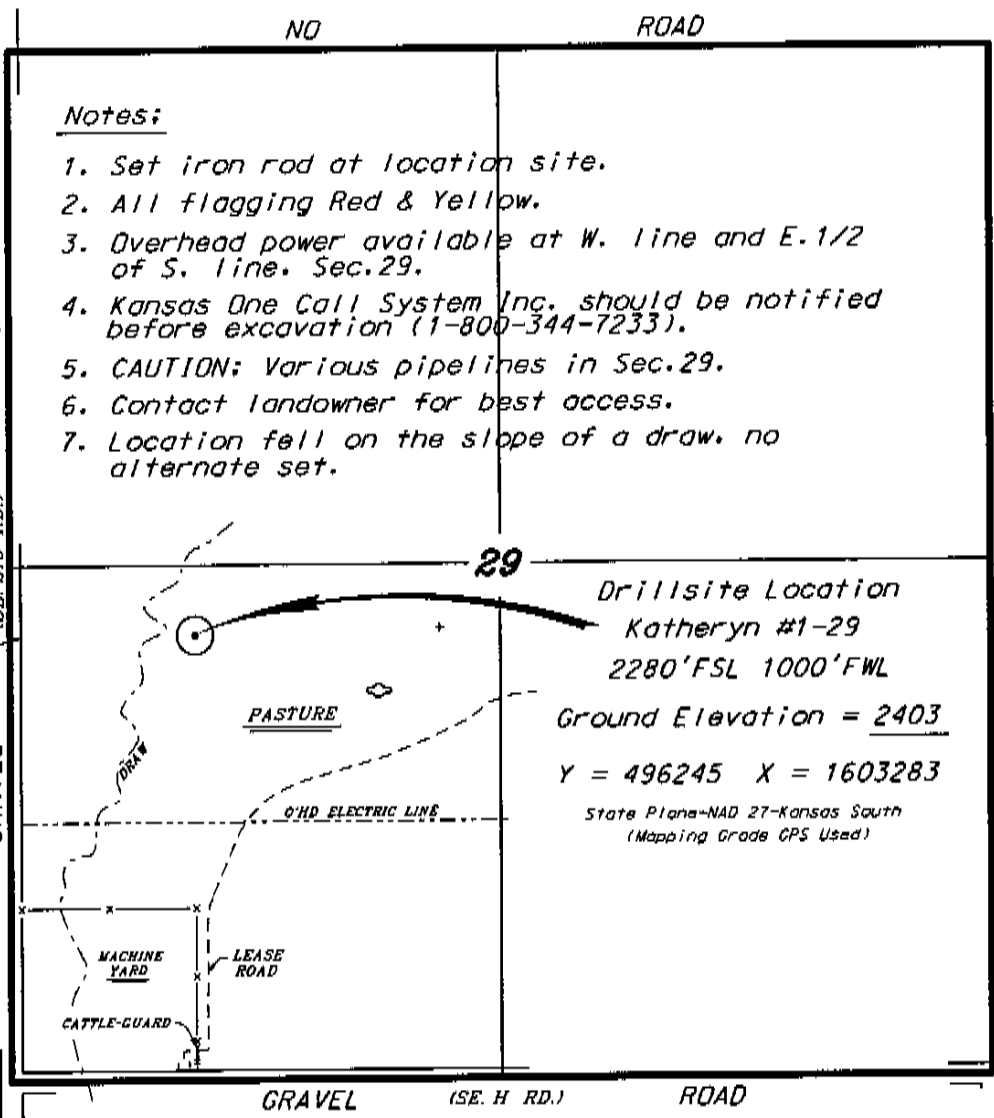 NO ROAD
Notes:
1. Set iron rod at location site.
2. All flagging Red & Yellow.
3. Overhead power available at W. line and E.1/2
of S. line. Sec.29.
4. Kansas One Call System Inc. should be notified
before excavation (1-800-344-7233).
5. CAUTION: Various pipelines in Sec.29.
6. Contact landowner for best access.
7. Location fell on the slope of a draw. no
alternate set.
29
Drillsite Location
Katheryn #1-29
2280'FSL 1000'FWL
PASTURE
Ground Elevation = 2403
DRAW
Y = 496245 X = 1603283
O'HD ELECTRIC LINE
State Plane-NAD 27-Kansas South
(Mapping Grade GPS Used)
MACHINE
YARD
LEASE
ROAD
CATTLE-GUARD
GRAVEL (SE. H RD.) ROAD